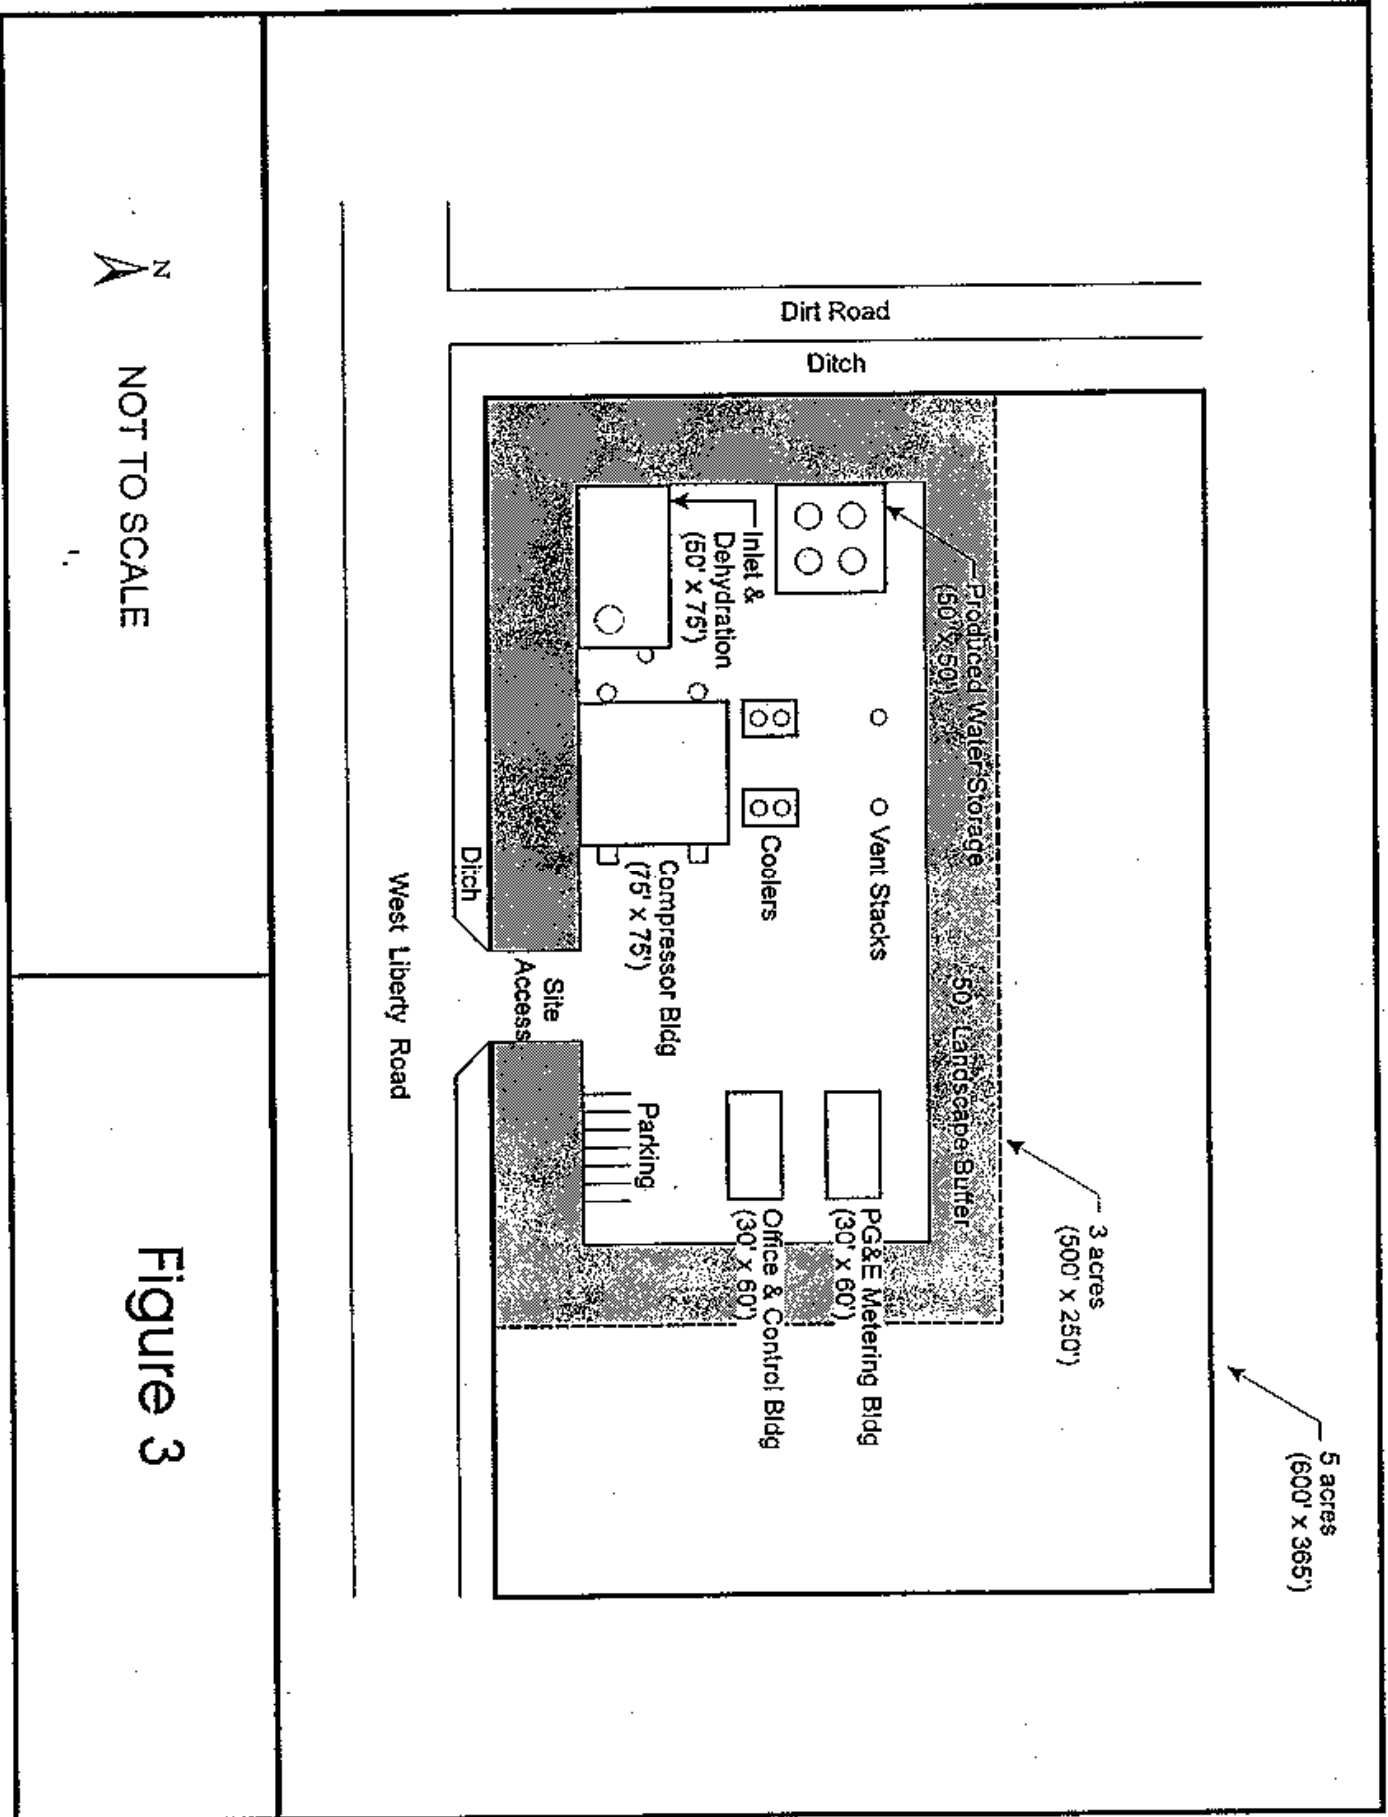 5 acres
(600' x 365')
3 acres
(500' x 250')
Produced Water Storage
(50' x 50')
50' Landscape Buffer
Vent Stacks
PG&E Metering Bldg
(30' x 60')
Dirt Road
Ditch
Inlet &
Dehydration
(50' x 75')
Coolers
Office & Control Bldg
(30' x 60')
Compressor Bldg
(75' x 75')
Parking
Site
Access
Ditch
West Liberty Road
N
NOT TO SCALE
Figure 3